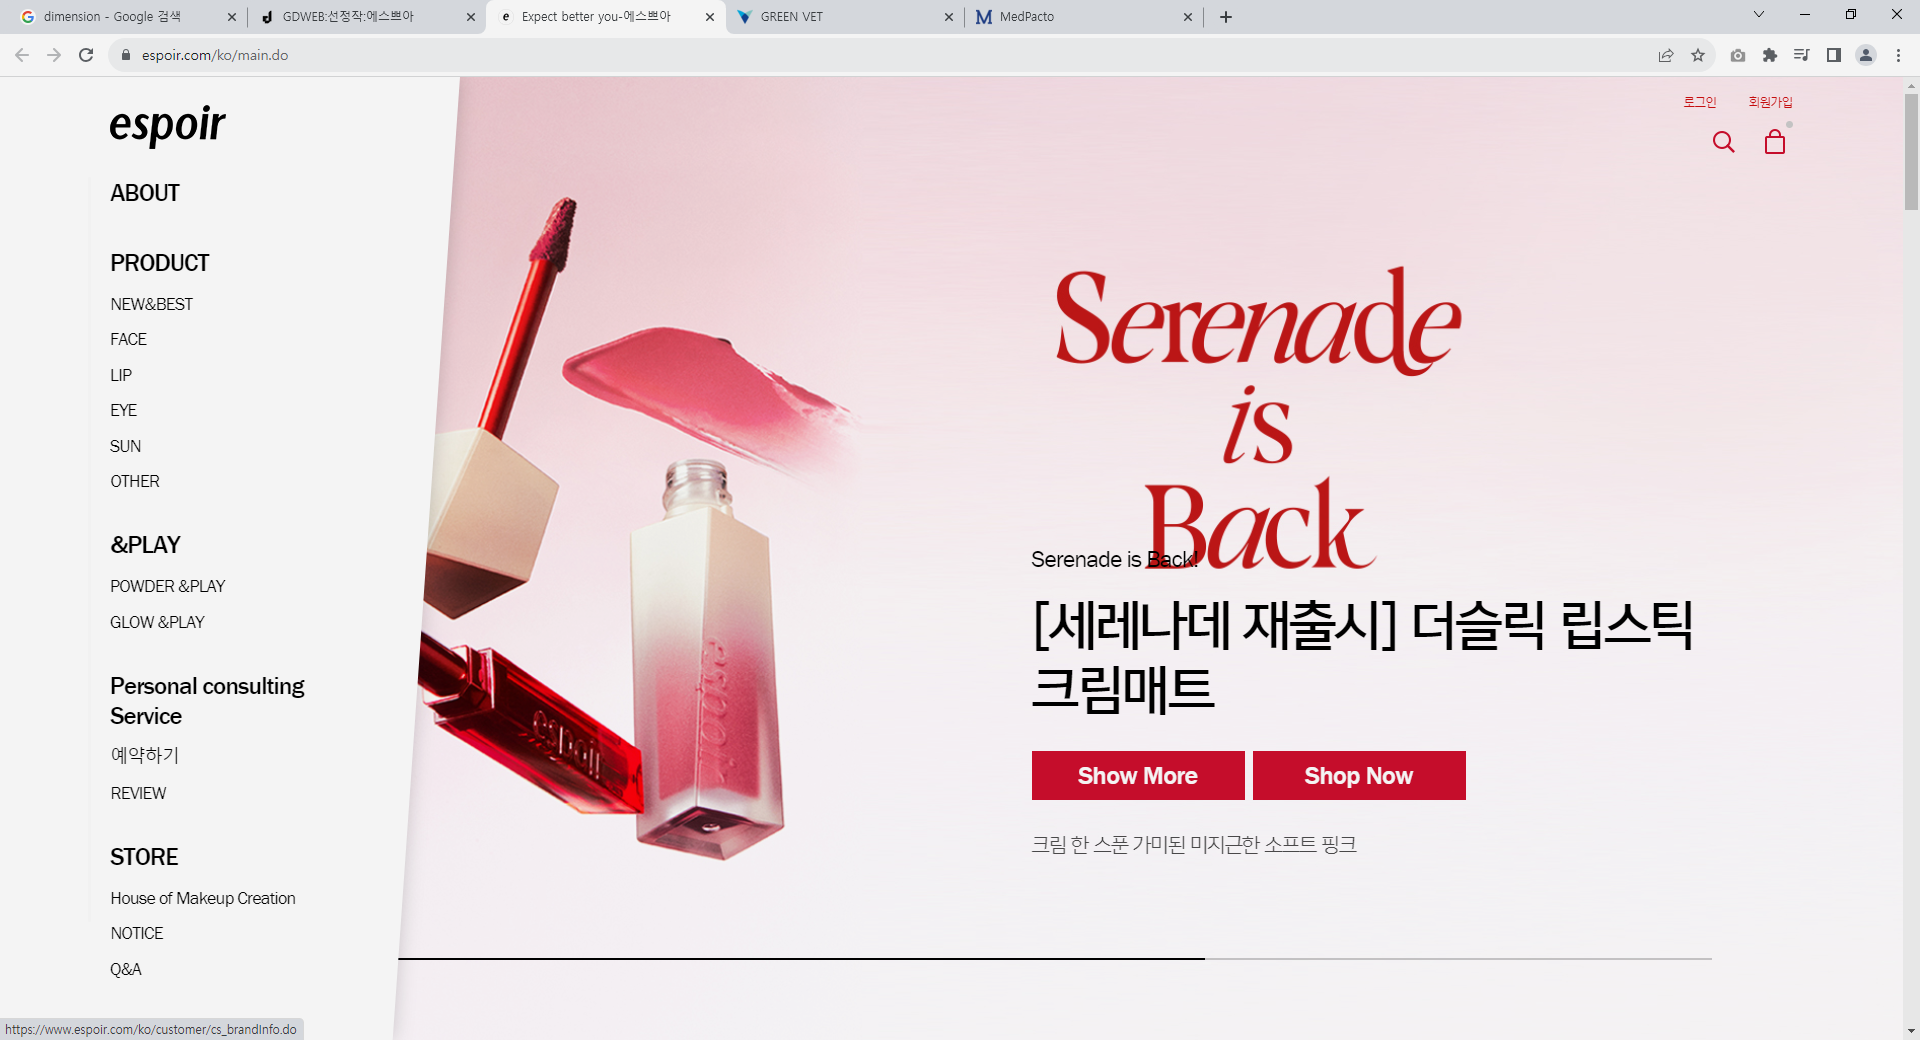 dimension - Google 검색
GDWEB:선정작:에스쁘아
Expect better you-에스쁘아
GREEN VET
MedPacto
espoir.com/ko/main.do
로그인
회원가입
espoir
ABOUT
PRODUCT
NEW&BEST
FACE
LIP
EYE
SUN
OTHER
&PLAY
POWDER &PLAY
GLOW &PLAY
Personal consulting
Service
예약하기
REVIEW
STORE
House of Makeup Creation
NOTICE
Q&A
espoir
espoir
Serenade
is
Back
Serenade is Back!
[세레나데 재출시] 더슬릭 립스틱
크림매트
Show More
Shop Now
크림 한 스푼 가미된 미지근한 소프트 핑크
https://www.espoir.com/ko/customer/cs_brandInfo.do